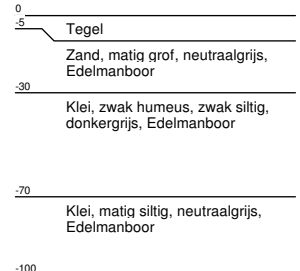 0
-5
Tegel
Zand, matig grof, neutraalgrijs,
Edelmanboor
-30
Klei, zwak humeus, zwak siltig,
donkergrijs, Edelmanboor
-70
Klei, matig siltig, neutraalgrijs,
Edelmanboor
-100